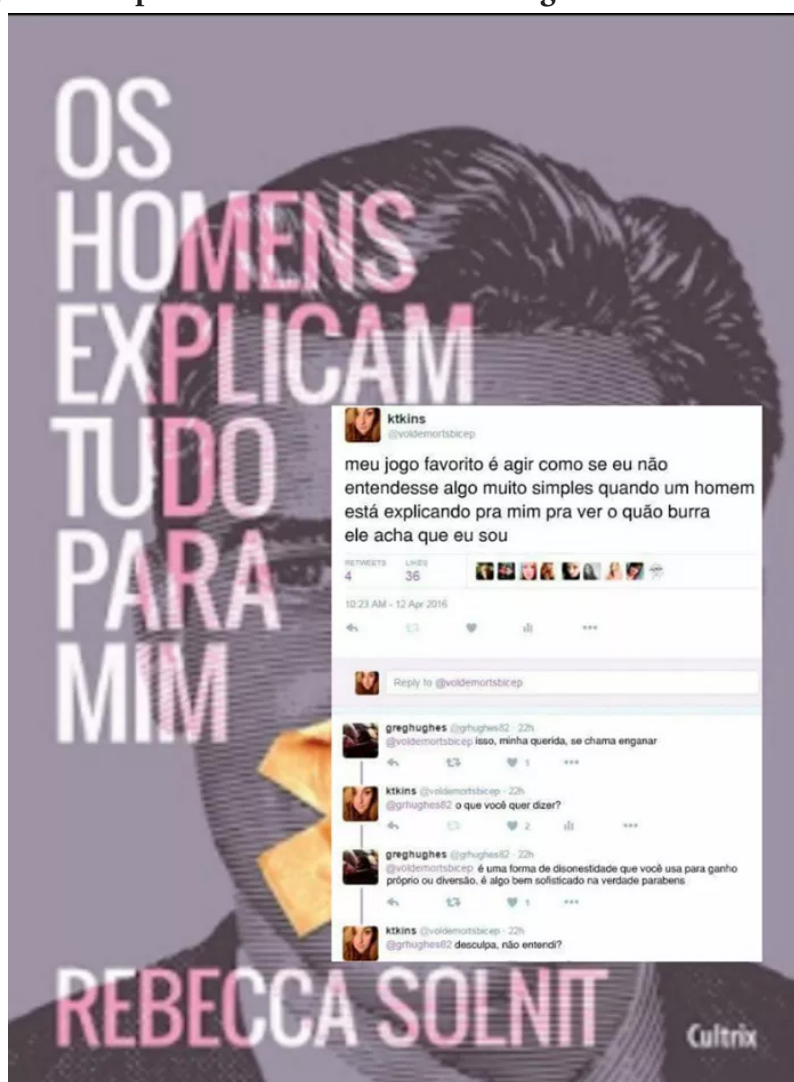 OS
HOMENS
EXPLICAM
TUDO
PARA
MIM
ktkins
@voldemortsbicep
meu jogo favorito é agir como se eu não
entendesse algo muito simples quando um homem
está explicando pra mim pra ver o quão burra
ele acha que eu sou
RETWEETS LIKES
4 36
10:23 AM - 12 Apr 2016
Reply to @voldemortsbicep
greghughes @grhughes82 · 22h
@voldemortsbicep isso, minha querida, se chama enganar
1
ktkins @voldemortsbicep · 22h
@grhughes82 o que você quer dizer?
2
greghughes @grhughes82 · 22h
@voldemortsbicep é uma forma de disonestidade que você usa para ganho
próprio ou diversão, é algo bem sofisticado na verdade parabens
1
ktkins @voldemortsbicep · 22h
@grhughes82 desculpa, não entendi?
REBECCA SOLNIT
Cultrix